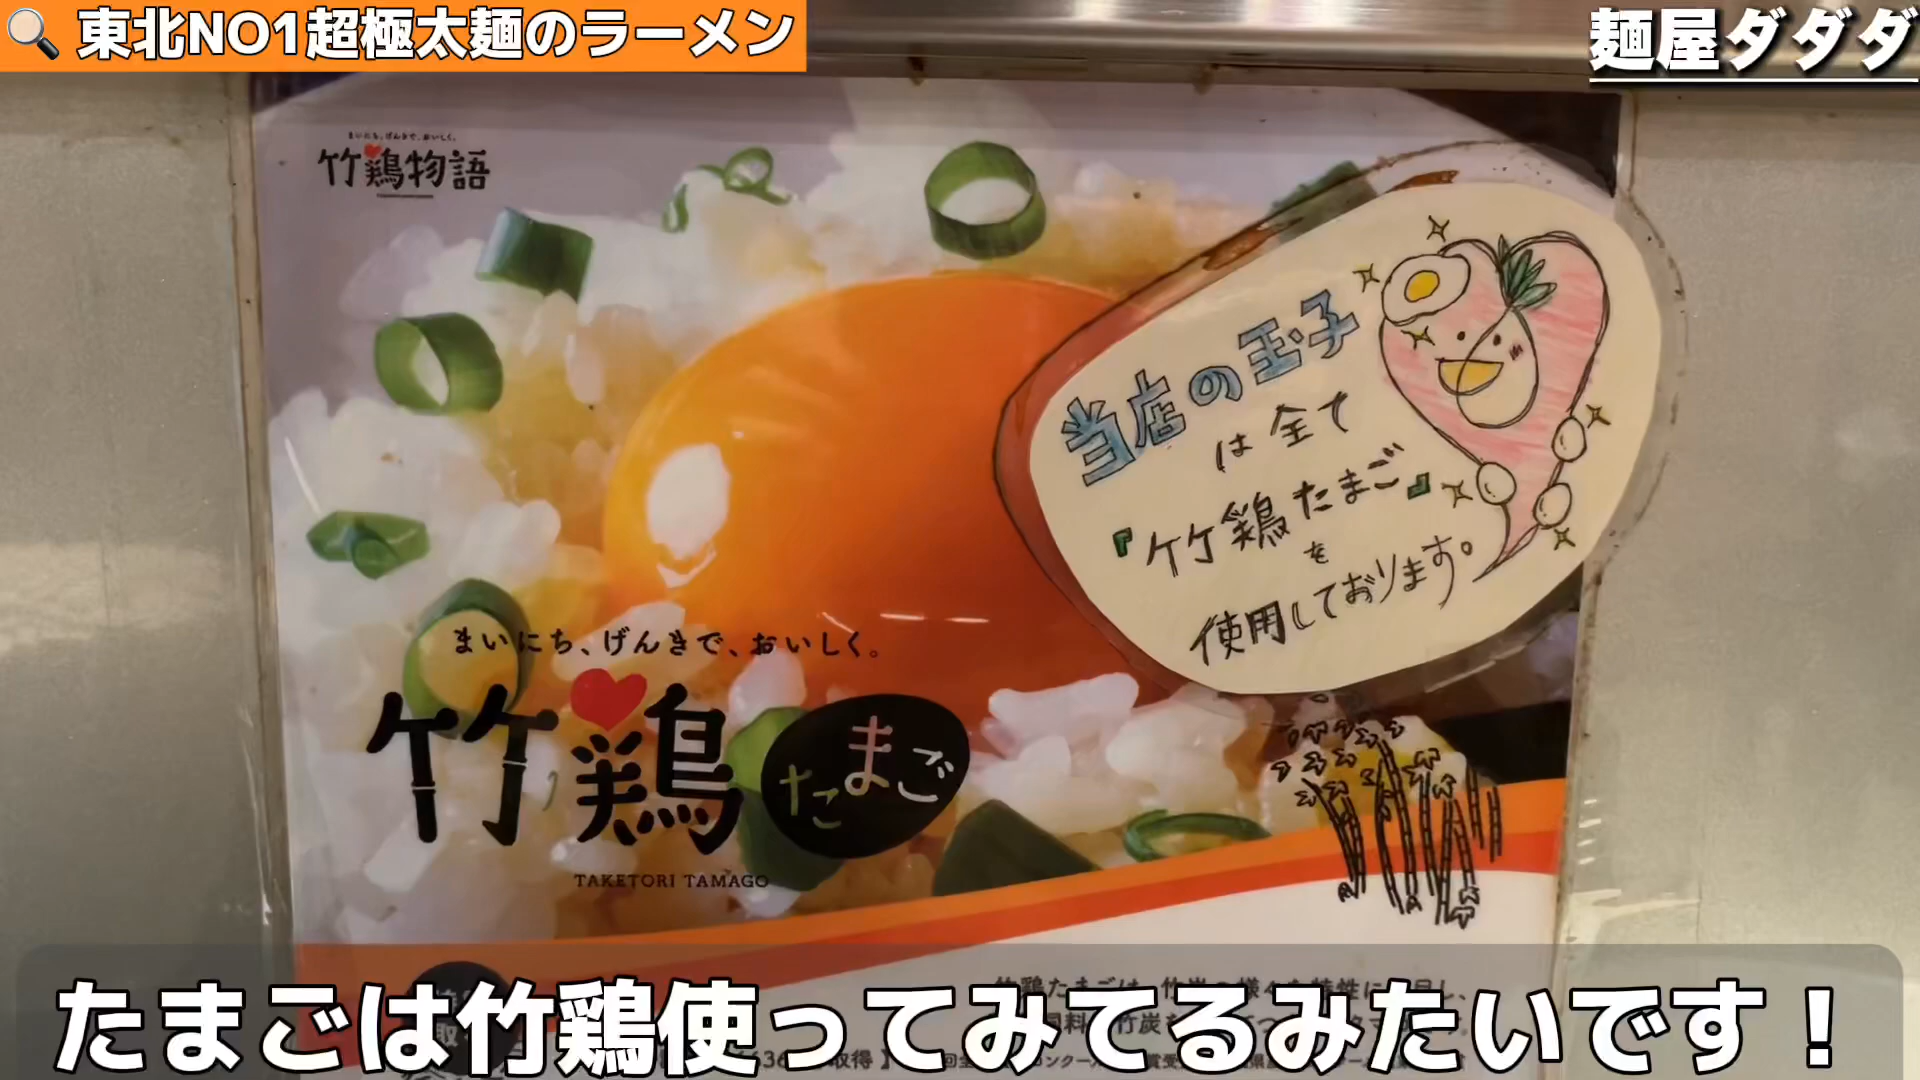 東北NO1超極太麺のラーメン
麺屋ダダダ
まいにち、げんきで、おいしく。
竹鶏物語
当店の玉子
は全て
『竹鶏たまご』
を
使用しております。
まいにち、げんきで、おいしく。
竹鶏たまご
TAKETORI TAMAGO
たまごは竹鶏使ってみてるみたいです！